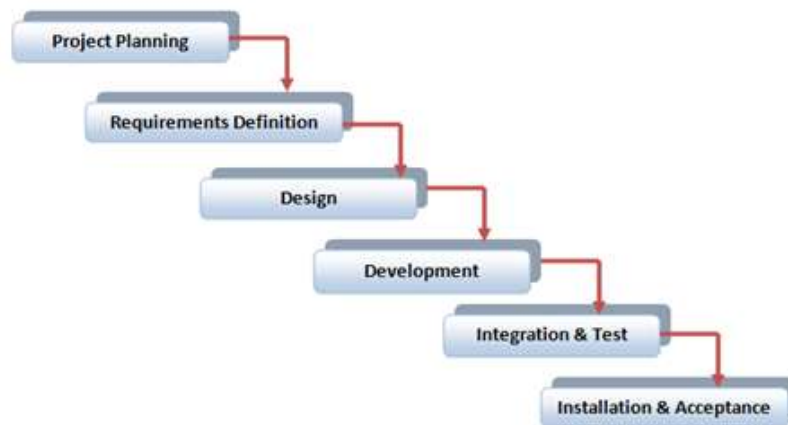 Project Planning
Requirements Definition
Design
Development
Integration & Test
Installation & Acceptance